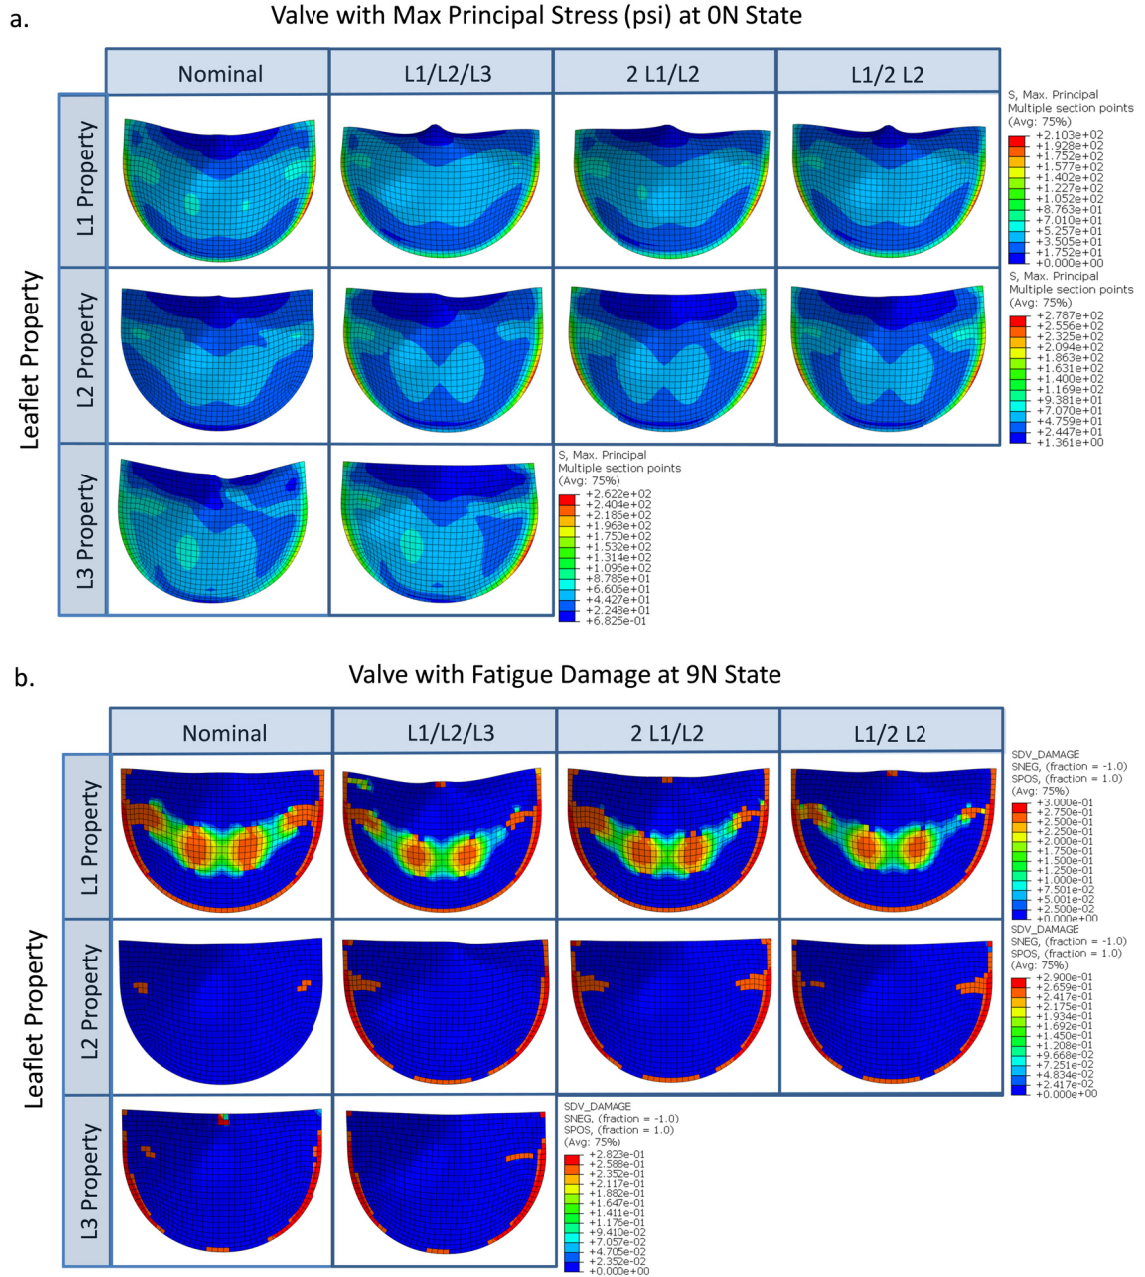 a.
Valve with Max Principal Stress (psi) at 0N State
Nominal
L1/L2/L3
2 L1/L2
L1/2 L2
Leaflet Property
L1 Property
S, Max. Principal
Multiple section points
(Avg: 75%)
+2.103e+02
+1.928e+02
+1.752e+02
+1.577e+02
+1.402e+02
+1.227e+02
+1.052e+02
+8.763e+01
+7.010e+01
+5.257e+01
+3.505e+01
+1.752e+01
+0.000e+00
L2 Property
S, Max. Principal
Multiple section points
(Avg: 75%)
+2.787e+02
+2.556e+02
+2.325e+02
+2.094e+02
+1.863e+02
+1.631e+02
+1.400e+02
+1.169e+02
+9.381e+01
+7.070e+01
+4.759e+01
+2.447e+01
+1.361e+00
L3 Property
S, Max. Principal
Multiple section points
(Avg: 75%)
+2.622e+02
+2.404e+02
+2.185e+02
+1.968e+02
+1.750e+02
+1.532e+02
+1.314e+02
+1.095e+02
+8.785e+01
+6.605e+01
+4.427e+01
+2.248e+01
+6.825e-01
b.
Valve with Fatigue Damage at 9N State
Nominal
L1/L2/L3
2 L1/L2
L1/2 L2
Leaflet Property
L1 Property
SDV_DAMAGE
SNEG, (fraction = -1.0)
SPOS, (fraction = 1.0)
(Avg: 75%)
+3.000e-01
+2.750e-01
+2.500e-01
+2.250e-01
+2.000e-01
+1.750e-01
+1.500e-01
+1.250e-01
+1.000e-01
+7.501e-02
+5.001e-02
+2.500e-02
+0.000e+00
L2 Property
SDV_DAMAGE
SNEG, (fraction = -1.0)
SPOS, (fraction = 1.0)
(Avg: 75%)
+2.900e-01
+2.659e-01
+2.417e-01
+2.175e-01
+1.934e-01
+1.692e-01
+1.450e-01
+1.208e-01
+9.668e-02
+7.251e-02
+4.834e-02
+2.417e-02
+0.000e+00
L3 Property
SDV_DAMAGE
SNEG, (fraction = -1.0)
SPOS, (fraction = 1.0)
(Avg: 75%)
+2.823e-01
+2.588e-01
+2.352e-01
+2.117e-01
+1.882e-01
+1.647e-01
+1.411e-01
+1.176e-01
+9.410e-02
+7.057e-02
+4.705e-02
+2.352e-02
+0.000e+00